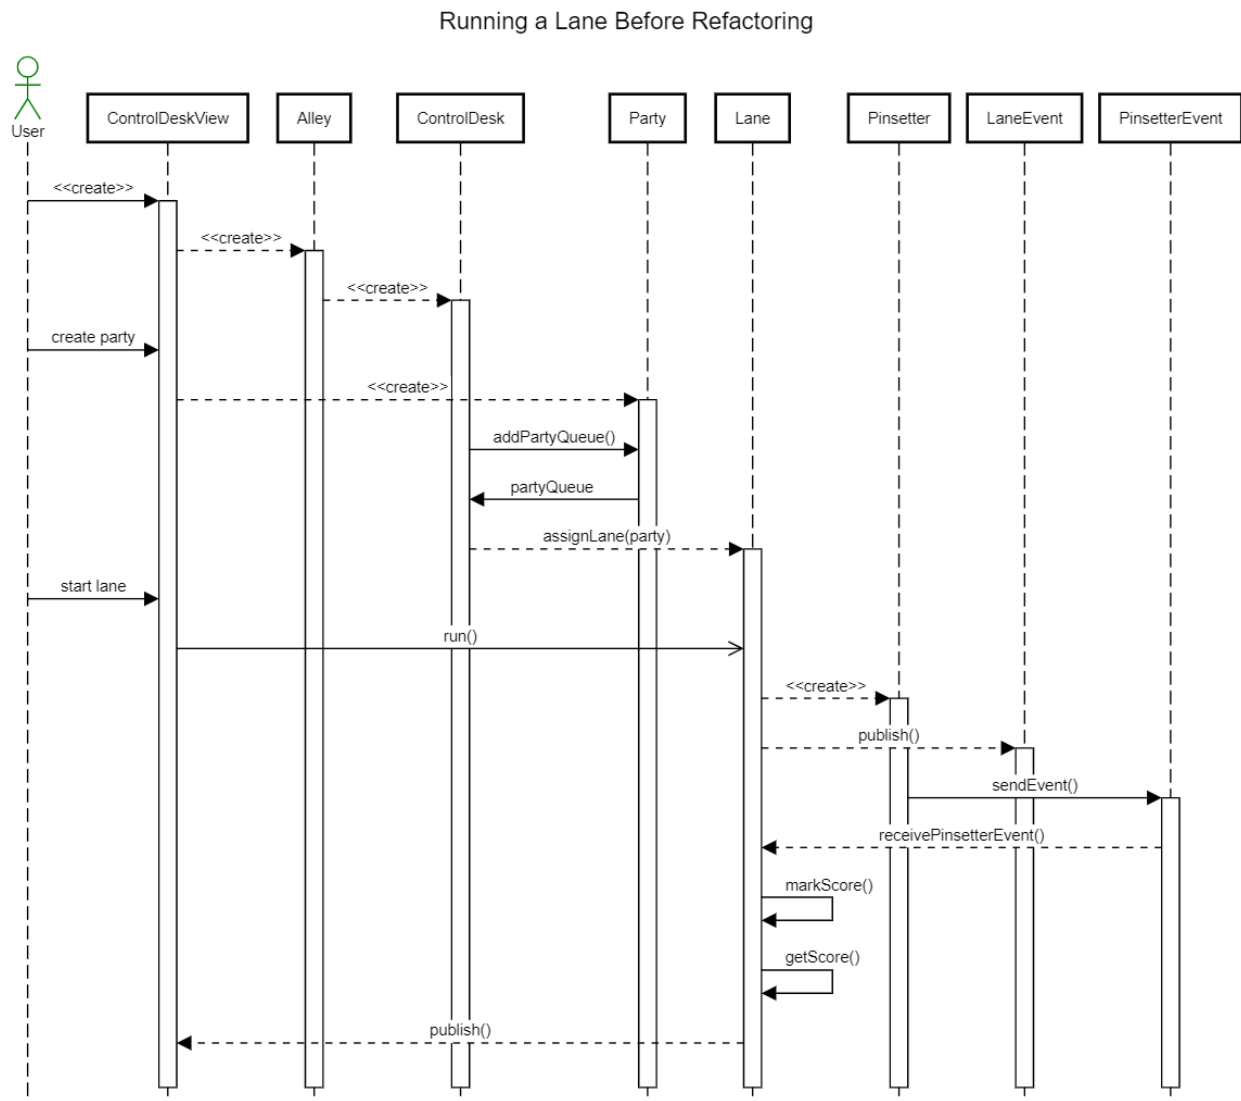 Running a Lane Before Refactoring
User
ControlDeskView
Alley
ControlDesk
Party
Lane
Pinsetter
LaneEvent
PinsetterEvent
<<create>>
<<create>>
<<create>>
create party
<<create>>
addPartyQueue()
partyQueue
assignLane(party)
start lane
run()
<<create>>
publish()
sendEvent()
receivePinsetterEvent()
markScore()
getScore()
publish()